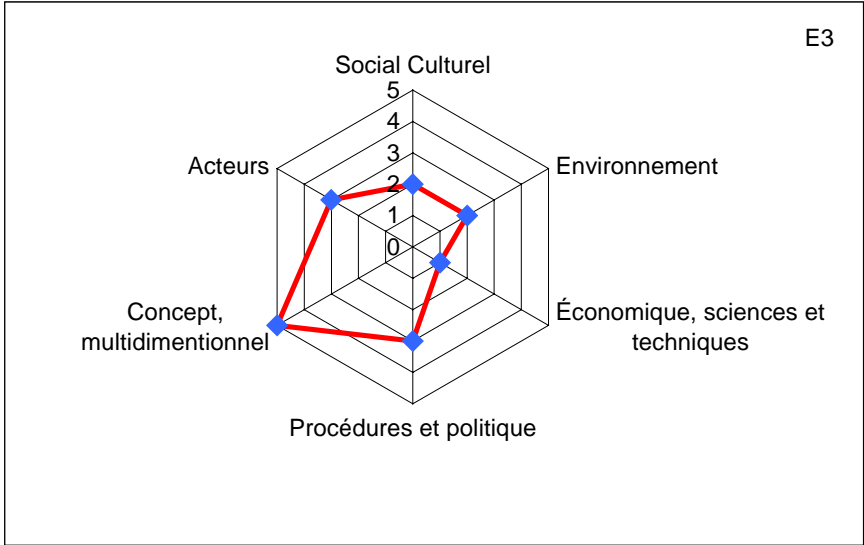 E3
Social Culturel
5
4
3
2
1
0
Acteurs
Environnement
Concept,
multidimentionnel
Économique, sciences et
techniques
Procédures et politique